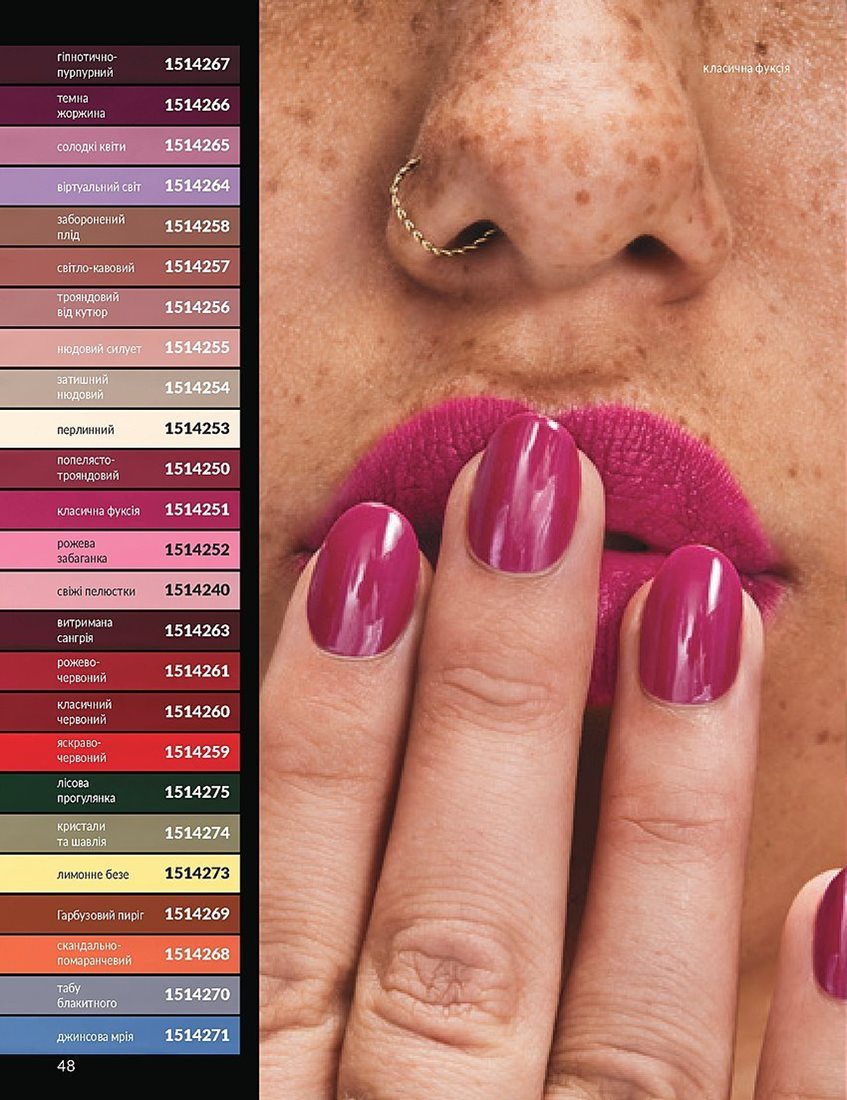 гіпнотично-
пурпурний 1514267
темна
жоржина 1514266
солодкі квіти 1514265
віртуальний світ 1514264
заборонений
плід 1514258
світло-кавовий 1514257
трояндовий
від кутюр 1514256
нюдовий силует 1514255
затишний
нюдовий 1514254
перлинний 1514253
попелясто-
трояндовий 1514250
класична фуксія 1514251
рожева
забаганка 1514252
свіжі пелюстки 1514240
витримана
сангрія 1514263
рожево-
червоний 1514261
класичний
червоний 1514260
яскраво-
червоний 1514259
лісова
прогулянка 1514275
кристали
та шавлія 1514274
лимонне безе 1514273
Гарбузовий пиріг 1514269
скандально-
помаранчевий 1514268
табу
блакитного 1514270
джинсова мрія 1514271
48
класична фуксія